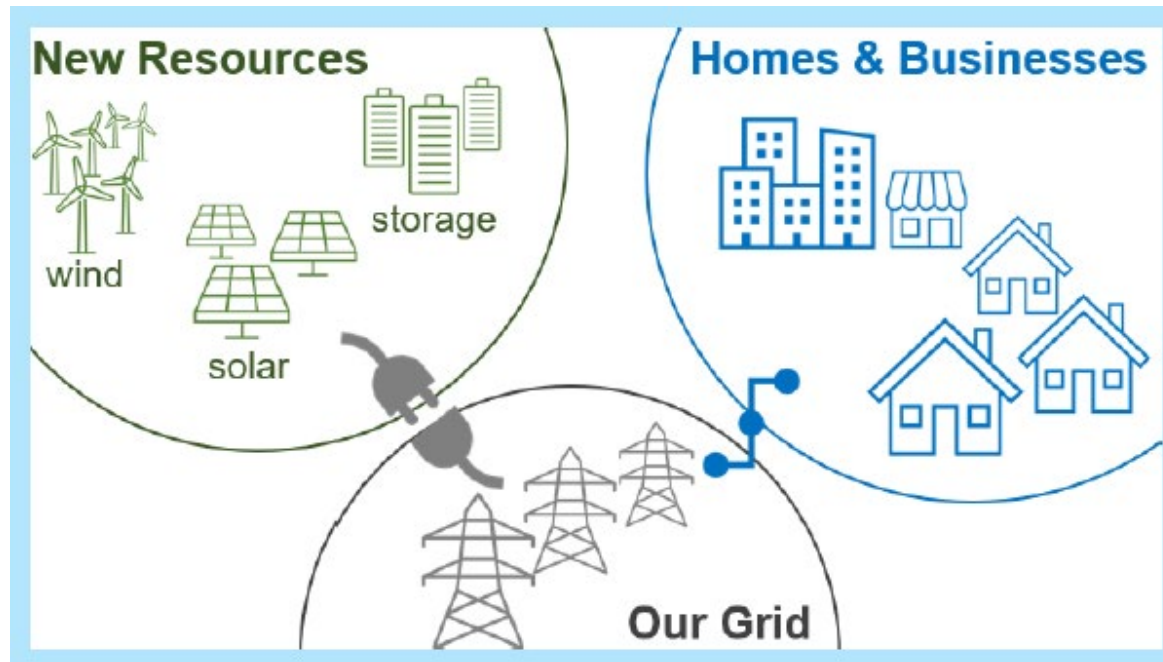 New Resources
Homes & Businesses
storage
wind
solar
Our Grid